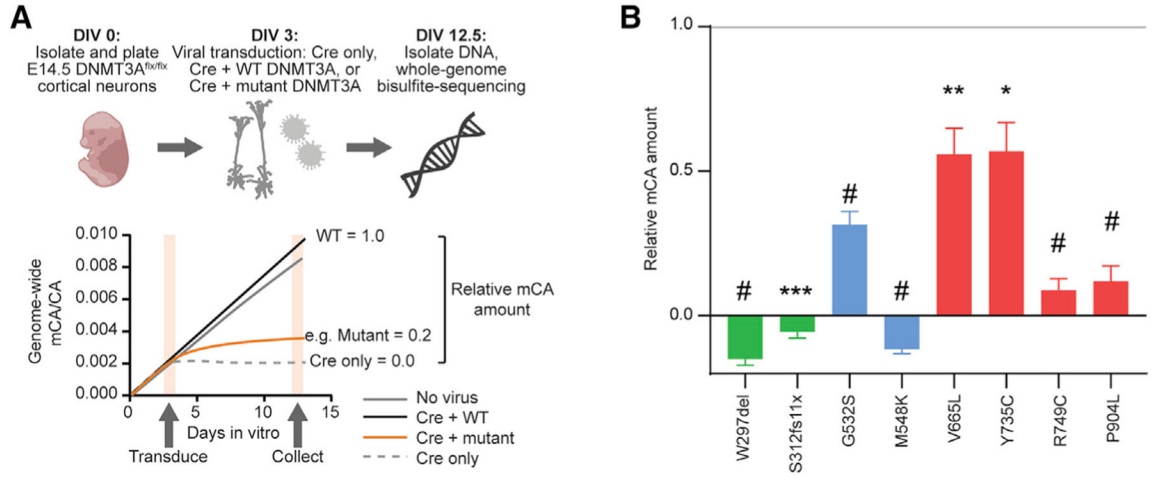 A
DIV 0:
Isolate and plate
E14.5 DNMT3Aflx/flx
cortical neurons
DIV 3:
Viral transduction: Cre only,
Cre + WT DNMT3A, or
Cre + mutant DNMT3A
DIV 12.5:
Isolate DNA,
whole-genome
bisulfite-sequencing
Genome-wide
mCA/CA
0.010
0.008
0.006
0.004
0.002
0.000
0
5
10
15
Days in vitro
Transduce
Collect
WT = 1.0
e.g. Mutant = 0.2
Cre only = 0.0
Relative mCA
amount
No virus
Cre + WT
Cre + mutant
Cre only
B
Relative mCA amount
1.0
0.5
0.0
#
***
#
#
**
*
#
#
W297del
S312fs11x
G532S
M548K
V665L
Y735C
R749C
P904L